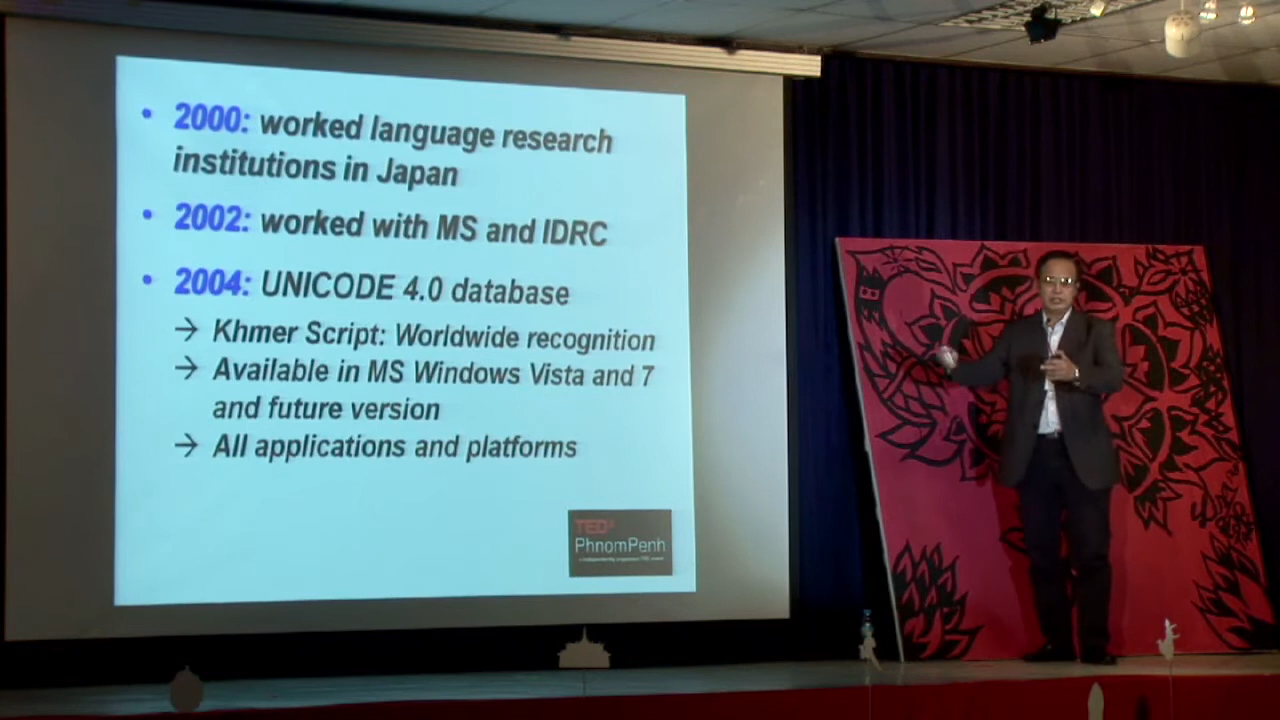 • 2000: worked language research
institutions in Japan
• 2002: worked with MS and IDRC
• 2004: UNICODE 4.0 database
→ Khmer Script: Worldwide recognition
→ Available in MS Windows Vista and 7
and future version
→ All applications and platforms
TEDx
PhnomPenh